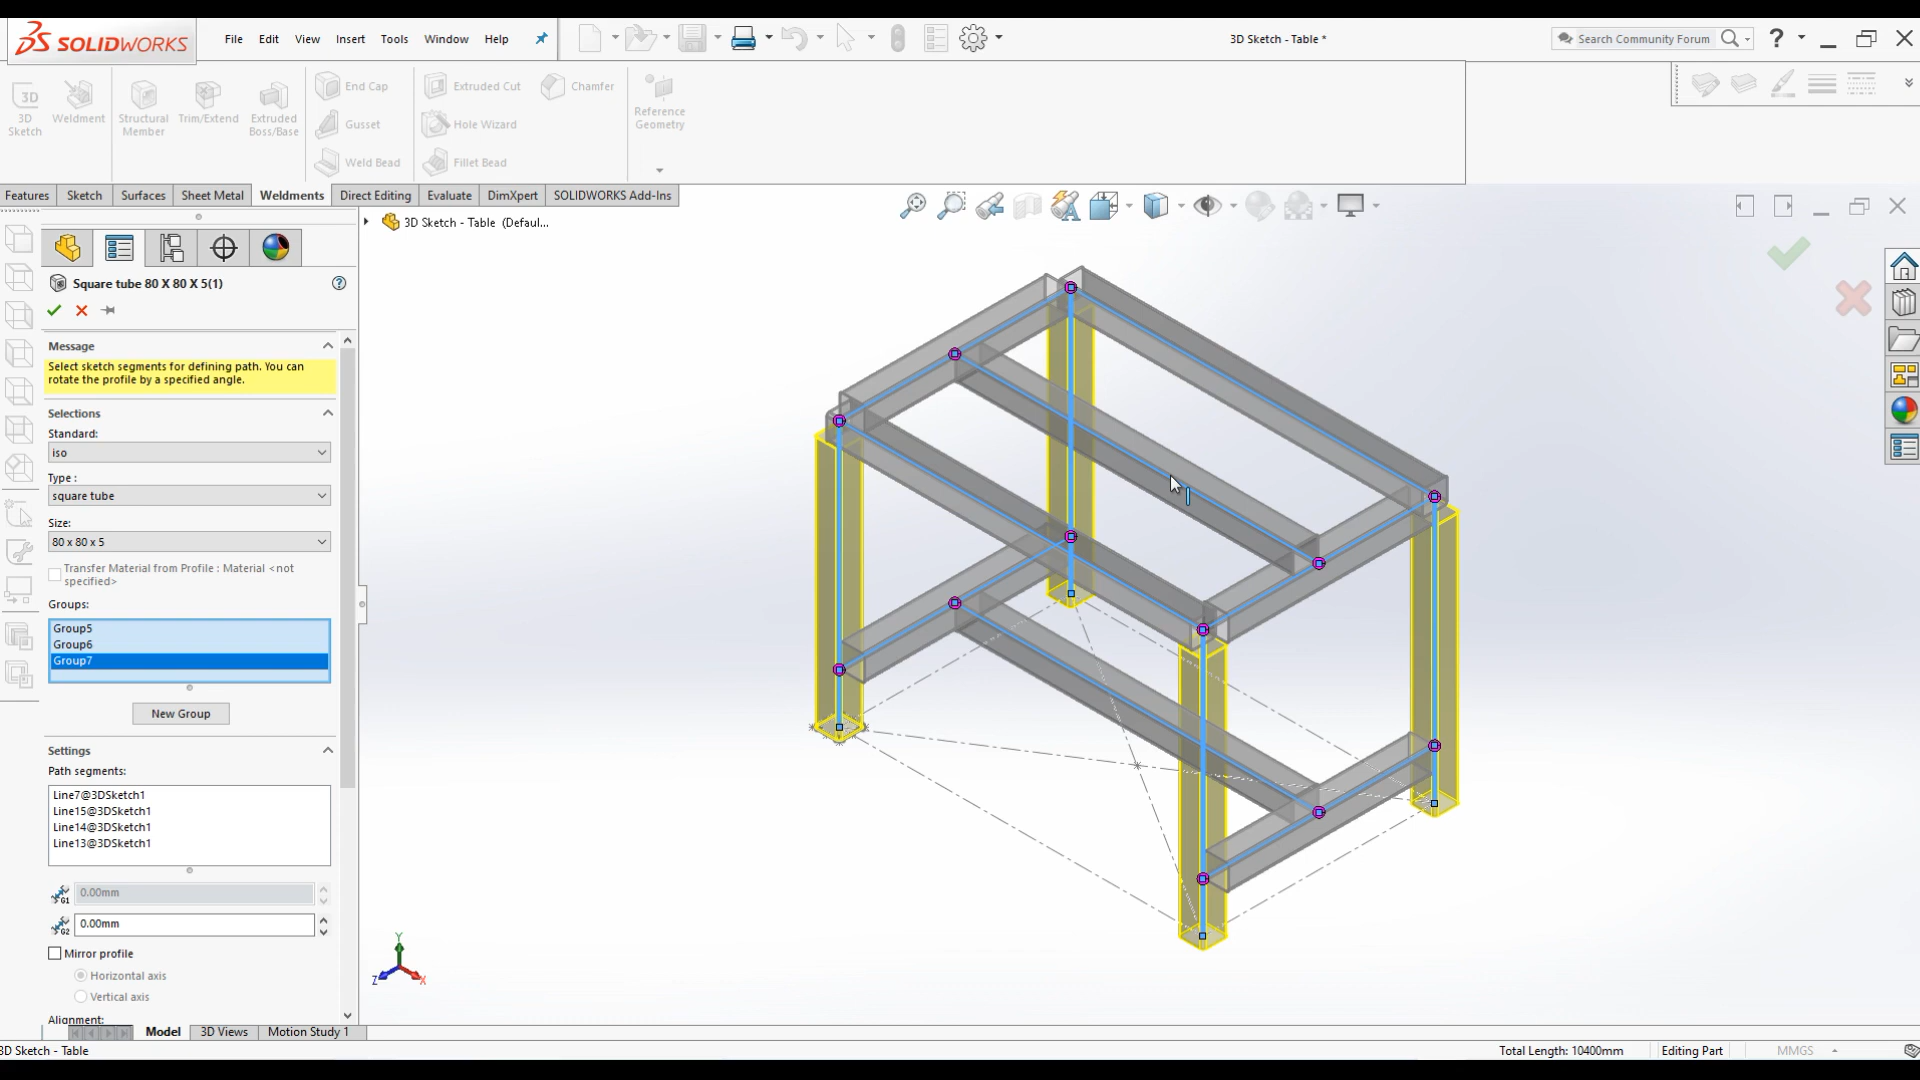 SOLIDWORKS
File Edit View Insert Tools Window Help
3D Sketch - Table *
Search Community Forum
3D Sketch
Weldment
Structural Member
Trim/Extend
Extruded Boss/Base
End Cap
Gusset
Weld Bead
Extruded Cut
Hole Wizard
Fillet Bead
Chamfer
Reference Geometry
Features Sketch Surfaces Sheet Metal Weldments Direct Editing Evaluate DimXpert SOLIDWORKS Add-Ins
3D Sketch - Table (Defaul...
Square tube 80 X 80 X 5(1)
Message
Select sketch segments for defining path. You can
rotate the profile by a specified angle.
Selections
Standard:
iso
Type :
square tube
Size:
80 x 80 x 5
Transfer Material from Profile : Material <not
specified>
Groups:
Group5
Group6
Group7
New Group
Settings
Path segments:
Line7@3DSketch1
Line15@3DSketch1
Line14@3DSketch1
Line13@3DSketch1
G1 0.00mm
G2 0.00mm
Mirror profile
Horizontal axis
Vertical axis
Alignment:
Y
Z X
Model 3D Views Motion Study 1
3D Sketch - Table
Total Length: 10400mm Editing Part MMGS